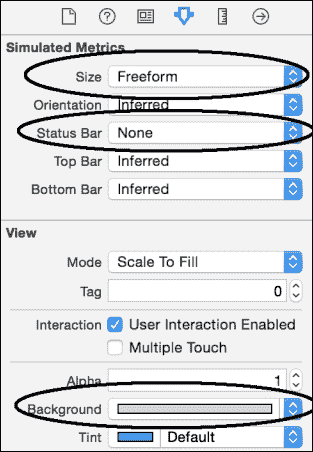 Simulated Metrics
Size Freeform
Orientation Inferred
Status Bar None
Top Bar Inferred
Bottom Bar Inferred
View
Mode Scale To Fill
Tag 0
Interaction User Interaction Enabled
Multiple Touch
Alpha 1
Background
Tint Default